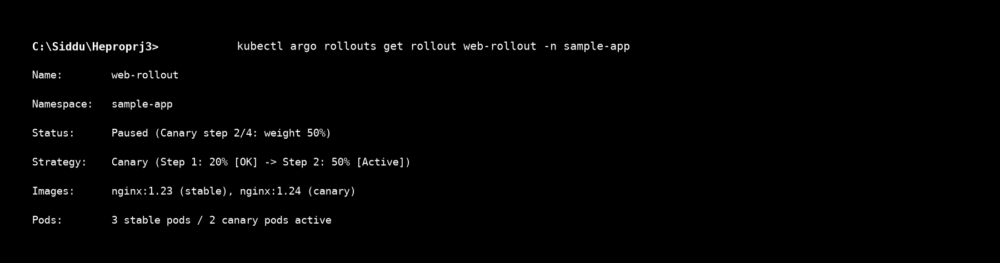 C:\Siddu\Heproprj3> kubectl argo rollouts get rollout web-rollout -n sample-app
Name: web-rollout
Namespace: sample-app
Status: Paused (Canary step 2/4: weight 50%)
Strategy: Canary (Step 1: 20% [OK] -> Step 2: 50% [Active])
Images: nginx:1.23 (stable), nginx:1.24 (canary)
Pods: 3 stable pods / 2 canary pods active